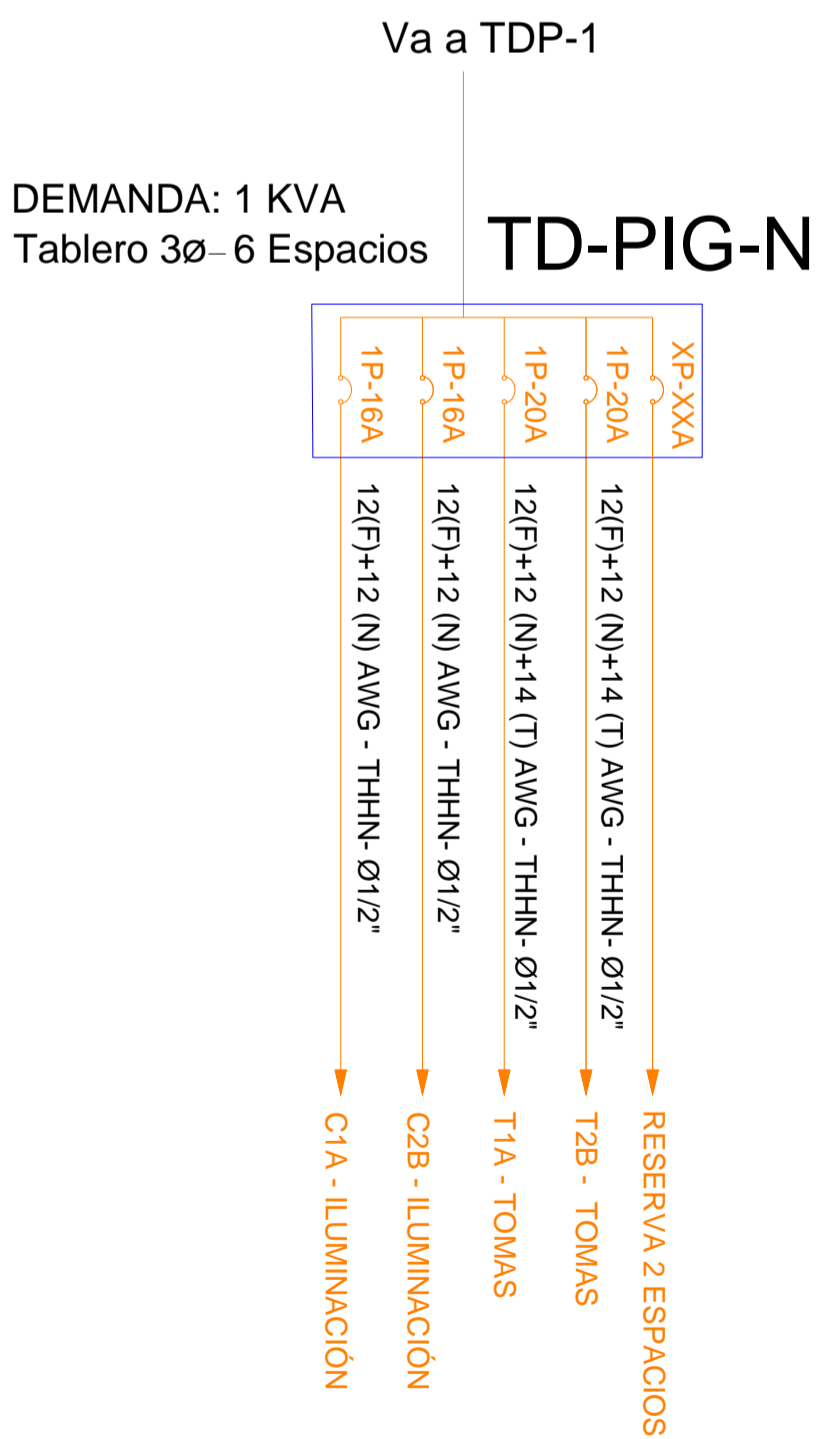 Va a TDP-1
DEMANDA: 1 KVA
Tablero 3ø– 6 Espacios
TD-PIG-N
1P-16A
1P-16A
1P-20A
1P-20A
XP-XXA
12(F)+12 (N) AWG - THHN- Ø1/2"
12(F)+12 (N) AWG - THHN- Ø1/2"
12(F)+12 (N)+14 (T) AWG - THHN- Ø1/2"
12(F)+12 (N)+14 (T) AWG - THHN- Ø1/2"
C1A - ILUMINACIÓN
C2B - ILUMINACIÓN
T1A - TOMAS
T2B - TOMAS
RESERVA 2 ESPACIOS